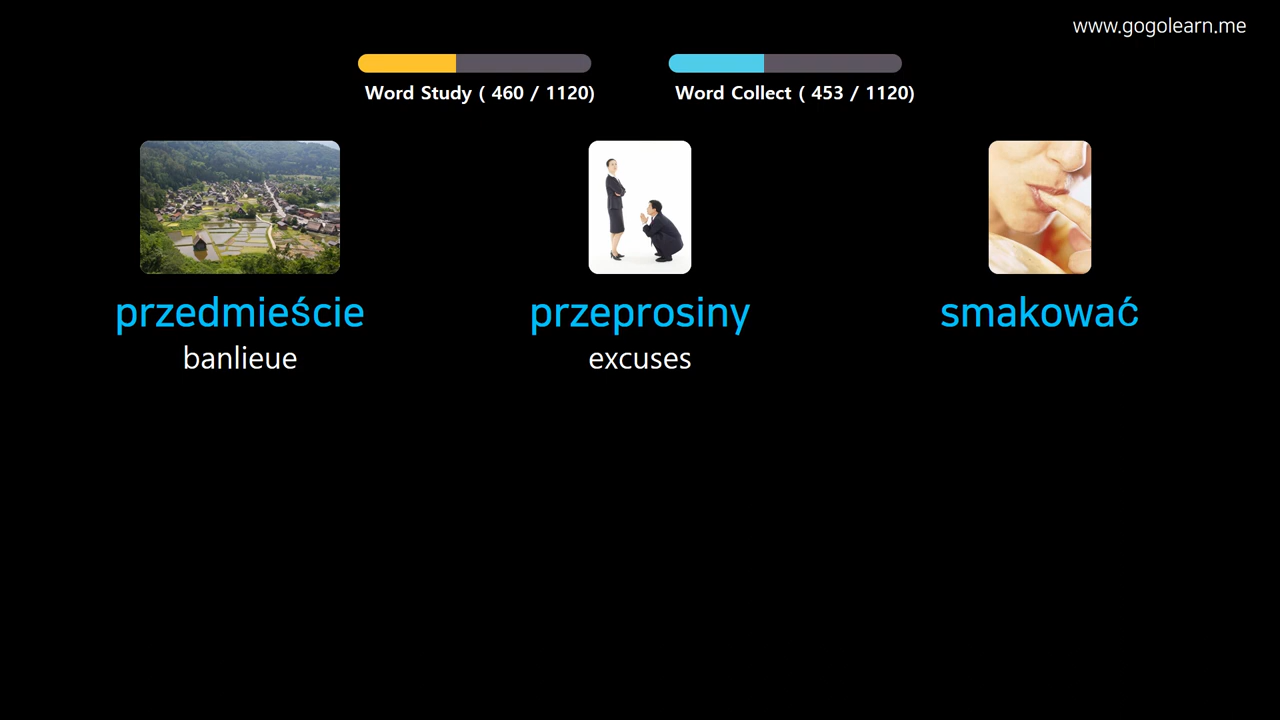 www.gogolearn.me
Word Study ( 460 / 1120)
Word Collect ( 453 / 1120)
przedmieście
przeprosiny
smakować
banlieue
excuses